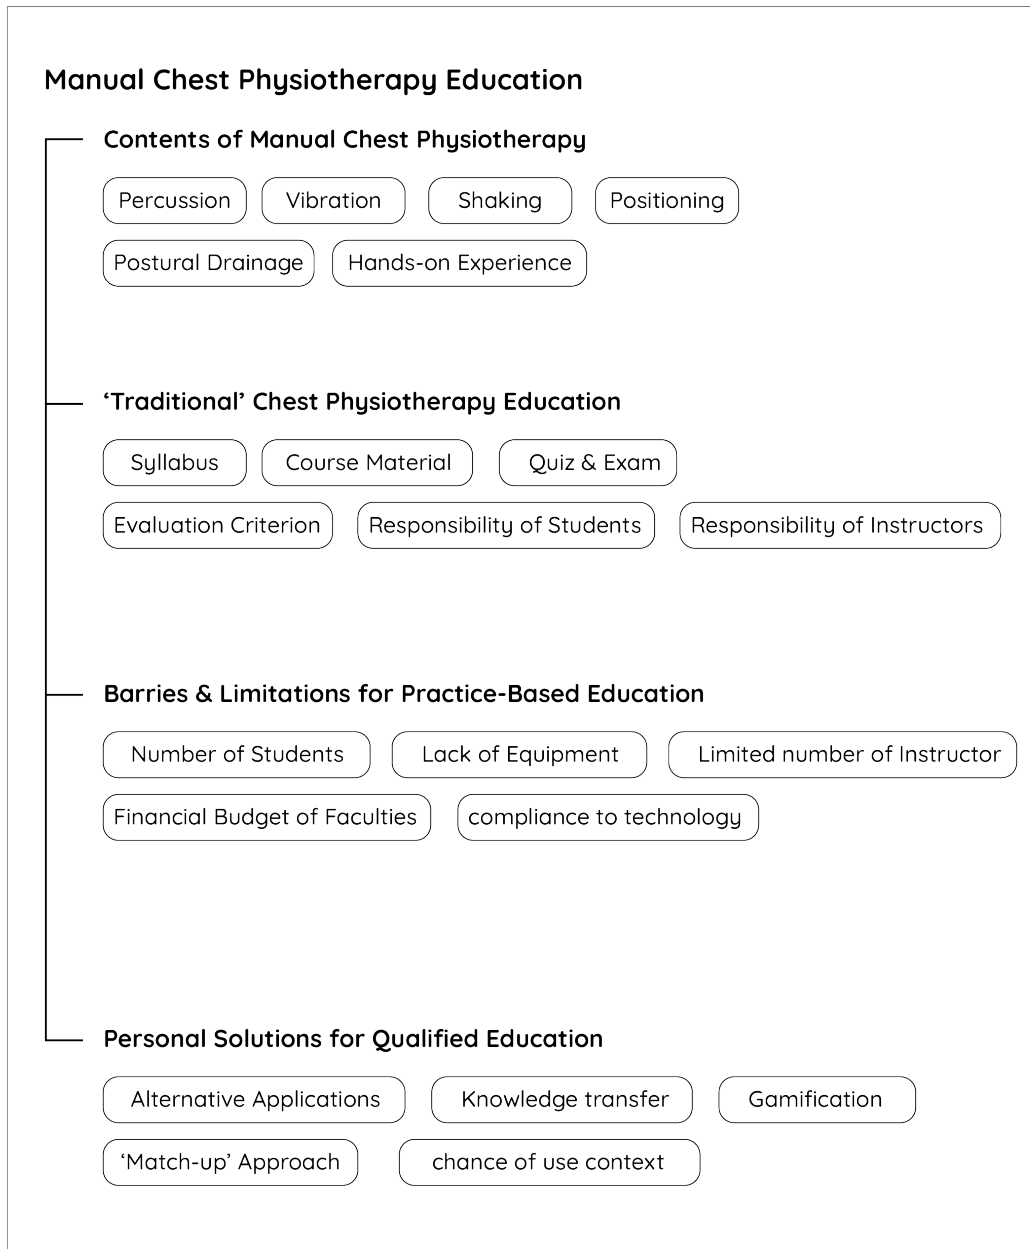 Manual Chest Physiotherapy Education
Contents of Manual Chest Physiotherapy
Percussion Vibration Shaking Positioning
Postural Drainage Hands-on Experience
‘Traditional’ Chest Physiotherapy Education
Syllabus Course Material Quiz & Exam
Evaluation Criterion Responsibility of Students Responsibility of Instructors
Barries & Limitations for Practice-Based Education
Number of Students Lack of Equipment Limited number of Instructor
Financial Budget of Faculties compliance to technology
Personal Solutions for Qualified Education
Alternative Applications Knowledge transfer Gamification
‘Match-up’ Approach chance of use context